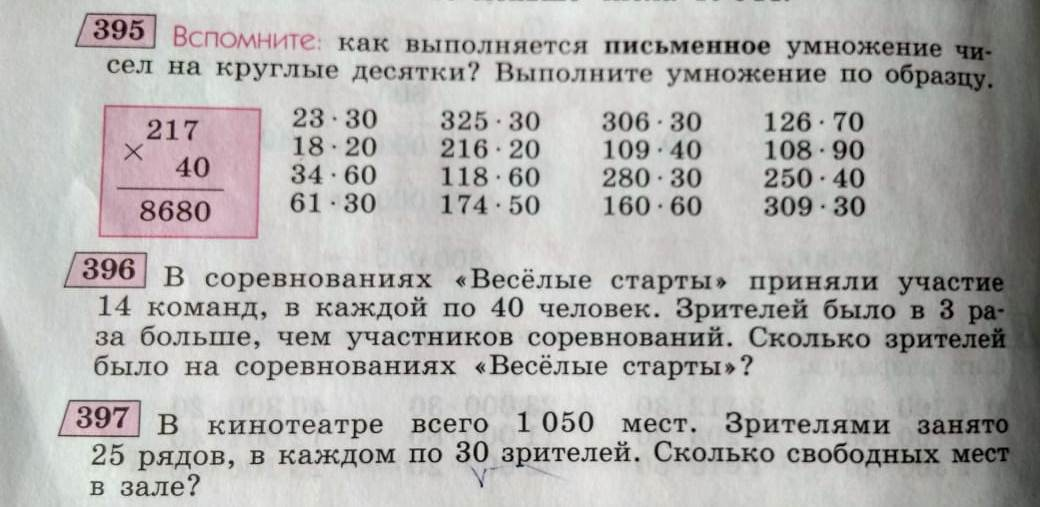 395 Вспомните: как выполняется письменное умножение чи-
сел на круглые десятки? Выполните умножение по образцу.
217
× 40
8680
23 · 30 325 · 30 306 · 30 126 · 70
18 · 20 216 · 20 109 · 40 108 · 90
34 · 60 118 · 60 280 · 30 250 · 40
61 · 30 174 · 50 160 · 60 309 · 30
396 В соревнованиях «Весёлые старты» приняли участие
14 команд, в каждой по 40 человек. Зрителей было в 3 ра-
за больше, чем участников соревнований. Сколько зрителей
было на соревнованиях «Весёлые старты»?
397 В кинотеатре всего 1 050 мест. Зрителями занято
25 рядов, в каждом по 30 зрителей. Сколько свободных мест
в зале?